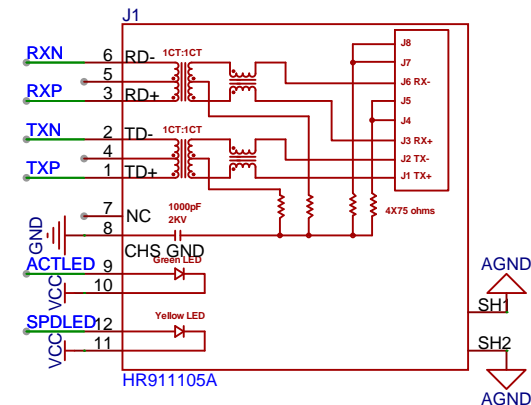 J1
RXN 6 RD- 1CT:1CT J8
5 J7
RXP 3 RD+ J6 RX-
J5
J4
TXN 2 TD- 1CT:1CT J3 RX+
4 J2 TX-
TXP 1 TD+ J1 TX+
7 NC 1000pF 4X75 ohms
GND 8 2KV
CHS GND
ACTLED 9 Green LED
VCC 10
SPDLED 12 Yellow LED
VCC 11
HR911105A
AGND
SH1
SH2
AGND